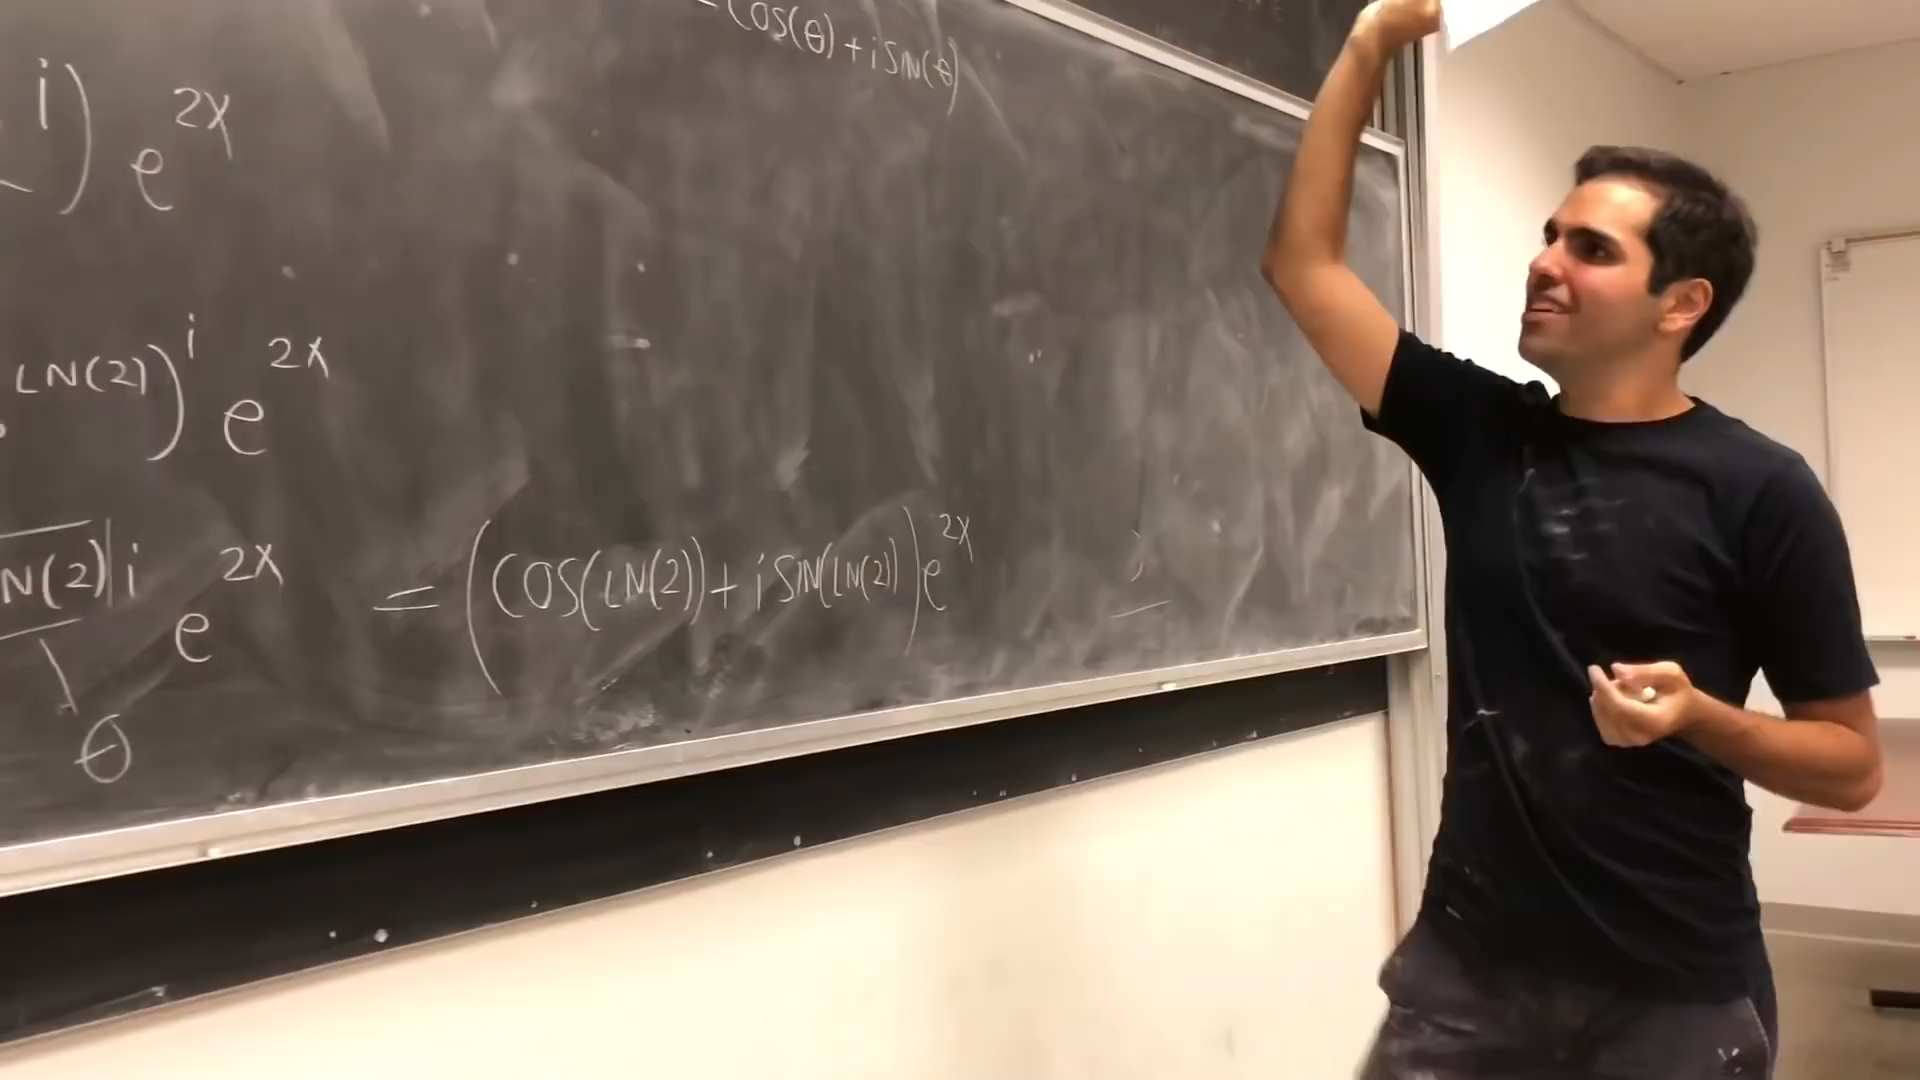 = COS(θ) + i SIN(θ)
i) e^2X
LN(2))^i e^2X
N(2)|i e^2X = (COS(LN(2)) + i SIN(LN(2))) e^2X
θ